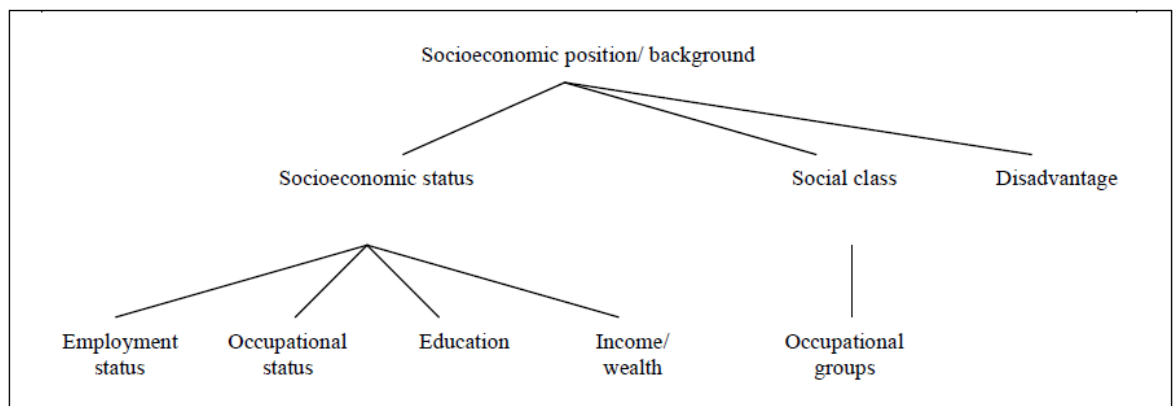 Socioeconomic position/ background
Socioeconomic status
Social class
Disadvantage
Employment
status
Occupational
status
Education
Income/
wealth
Occupational
groups